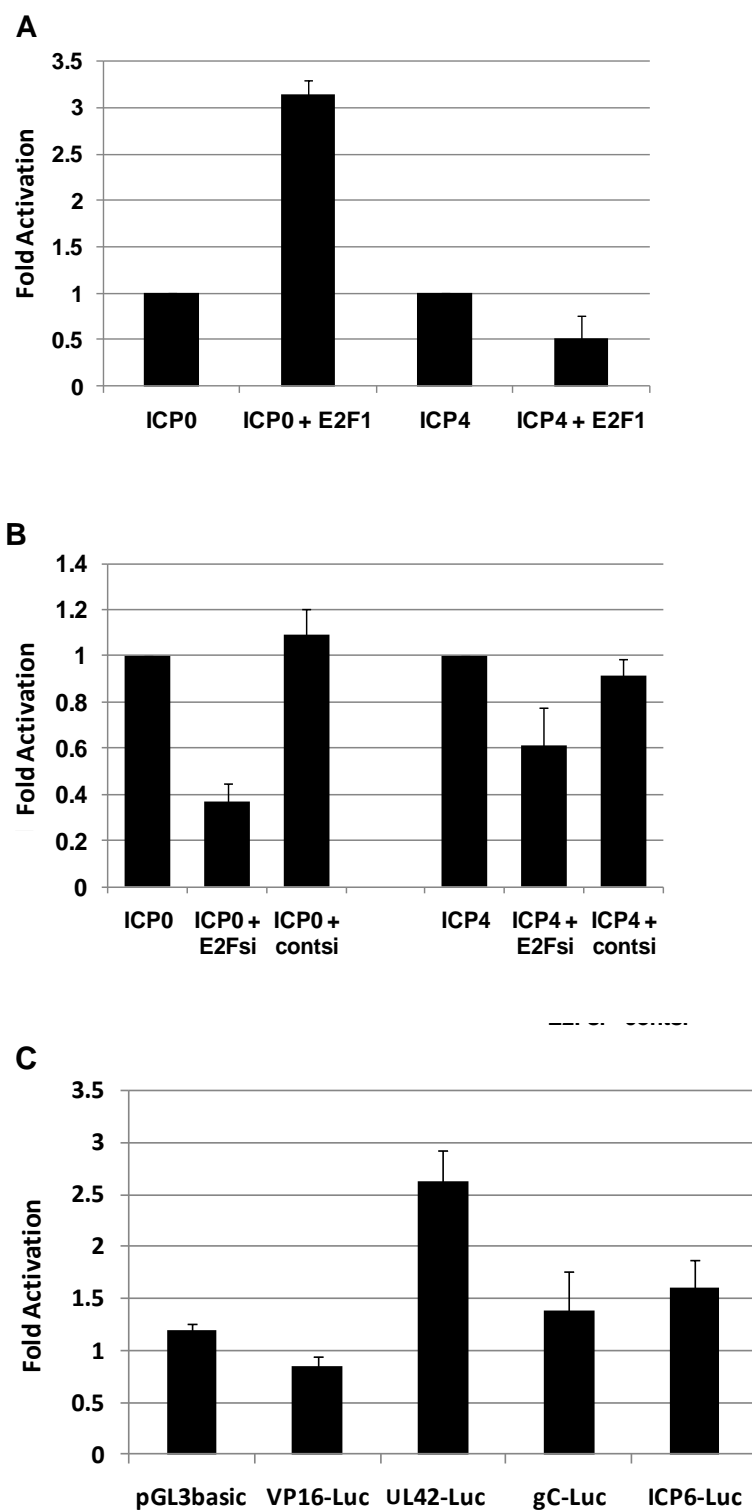 A
Fold Activation
3.5
3
2.5
2
1.5
1
0.5
0
ICP0 ICP0 + E2F1 ICP4 ICP4 + E2F1
B
Fold Activation
1.4
1.2
1
0.8
0.6
0.4
0.2
0
ICP0 ICP0 + ICP0 + ICP4 ICP4 + ICP4 +
E2Fsi contsi E2Fsi contsi
C
Fold Activation
3.5
3
2.5
2
1.5
1
0.5
0
pGL3basic VP16-Luc UL42-Luc gC-Luc ICP6-Luc